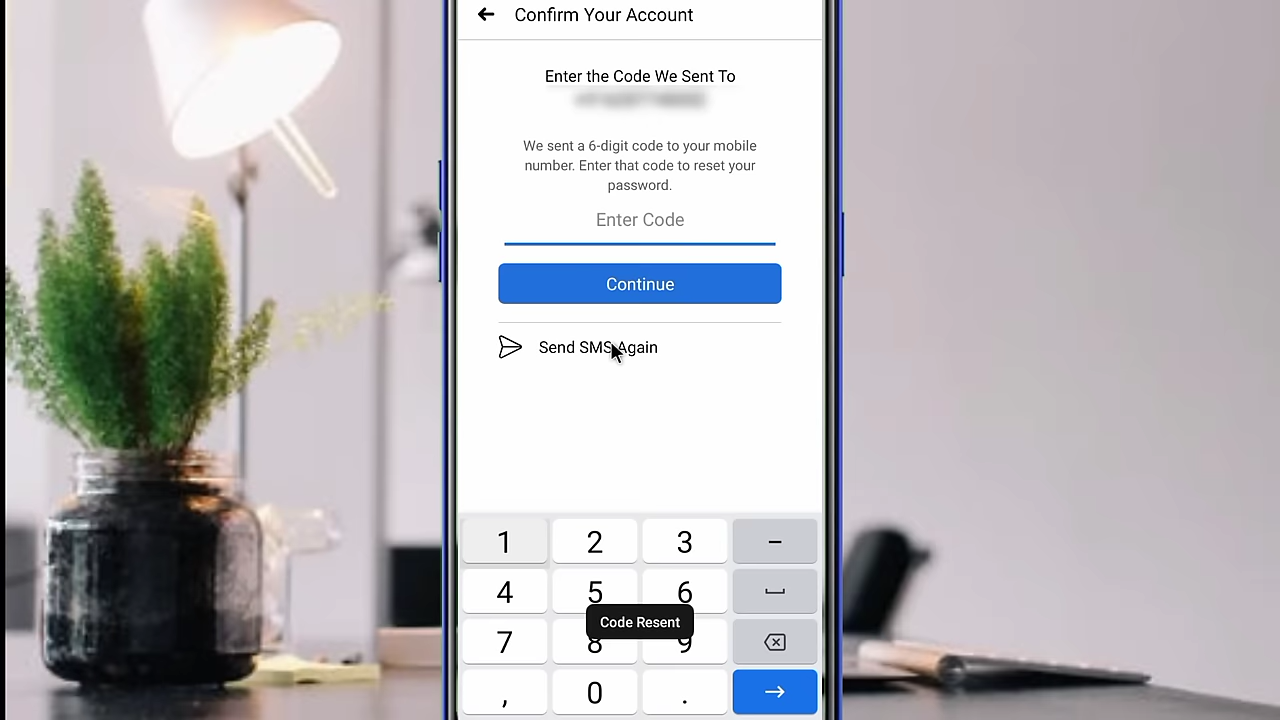 Confirm Your Account
Enter the Code We Sent To
We sent a 6-digit code to your mobile
number. Enter that code to reset your
password.
Enter Code
Continue
Send SMS Again
1 2 3 –
4 5 6
Code Resent
7 8 9
, 0 .